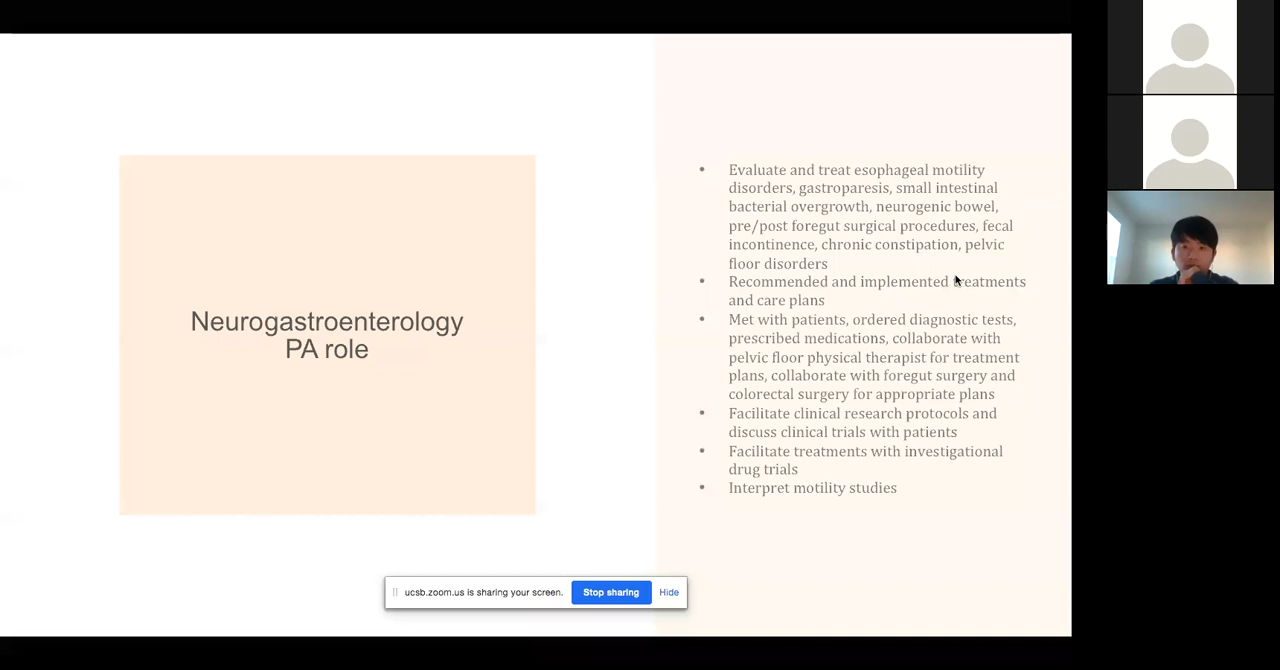 Neurogastroenterology
PA role
• Evaluate and treat esophageal motility
disorders, gastroparesis, small intestinal
bacterial overgrowth, neurogenic bowel,
pre/post foregut surgical procedures, fecal
incontinence, chronic constipation, pelvic
floor disorders
• Recommended and implemented treatments
and care plans
• Met with patients, ordered diagnostic tests,
prescribed medications, collaborate with
pelvic floor physical therapist for treatment
plans, collaborate with foregut surgery and
colorectal surgery for appropriate plans
• Facilitate clinical research protocols and
discuss clinical trials with patients
• Facilitate treatments with investigational
drug trials
• Interpret motility studies
ucsb.zoom.us is sharing your screen. Stop sharing Hide